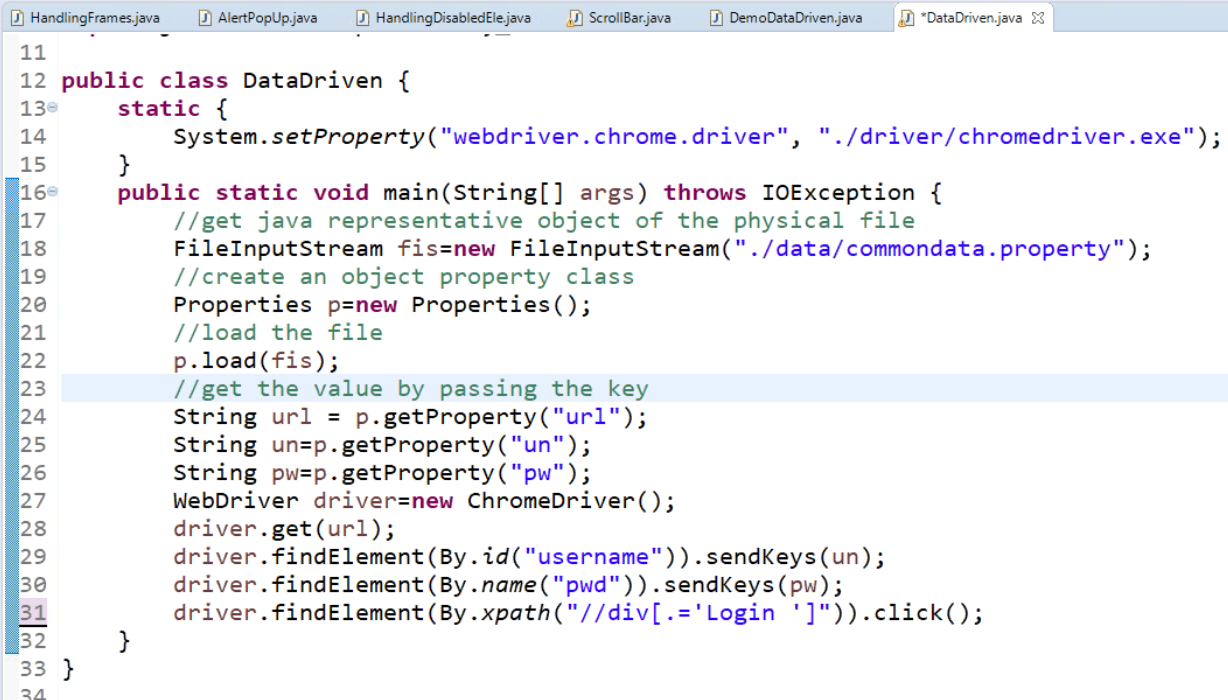 HandlingFrames.java AlertPopUp.java HandlingDisabledEle.java ScrollBar.java DemoDataDriven.java *DataDriven.java
11
12 public class DataDriven {
13 static {
14 System.setProperty("webdriver.chrome.driver", "./driver/chromedriver.exe");
15 }
16 public static void main(String[] args) throws IOException {
17 //get java representative object of the physical file
18 FileInputStream fis=new FileInputStream("./data/commondata.property");
19 //create an object property class
20 Properties p=new Properties();
21 //load the file
22 p.load(fis);
23 //get the value by passing the key
24 String url = p.getProperty("url");
25 String un=p.getProperty("un");
26 String pw=p.getProperty("pw");
27 WebDriver driver=new ChromeDriver();
28 driver.get(url);
29 driver.findElement(By.id("username")).sendKeys(un);
30 driver.findElement(By.name("pwd")).sendKeys(pw);
31 driver.findElement(By.xpath("//div[.='Login ']")).click();
32 }
33 }
34